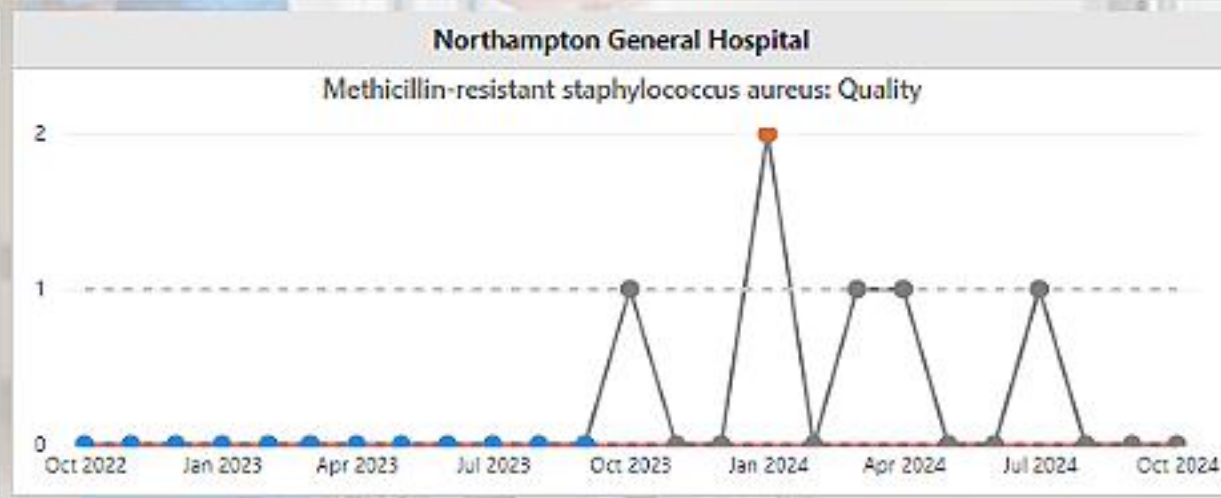 Northampton General Hospital
Methicillin-resistant staphylococcus aureus: Quality
2
1
0
Oct 2022 Jan 2023 Apr 2023 Jul 2023 Oct 2023 Jan 2024 Apr 2024 Jul 2024 Oct 2024